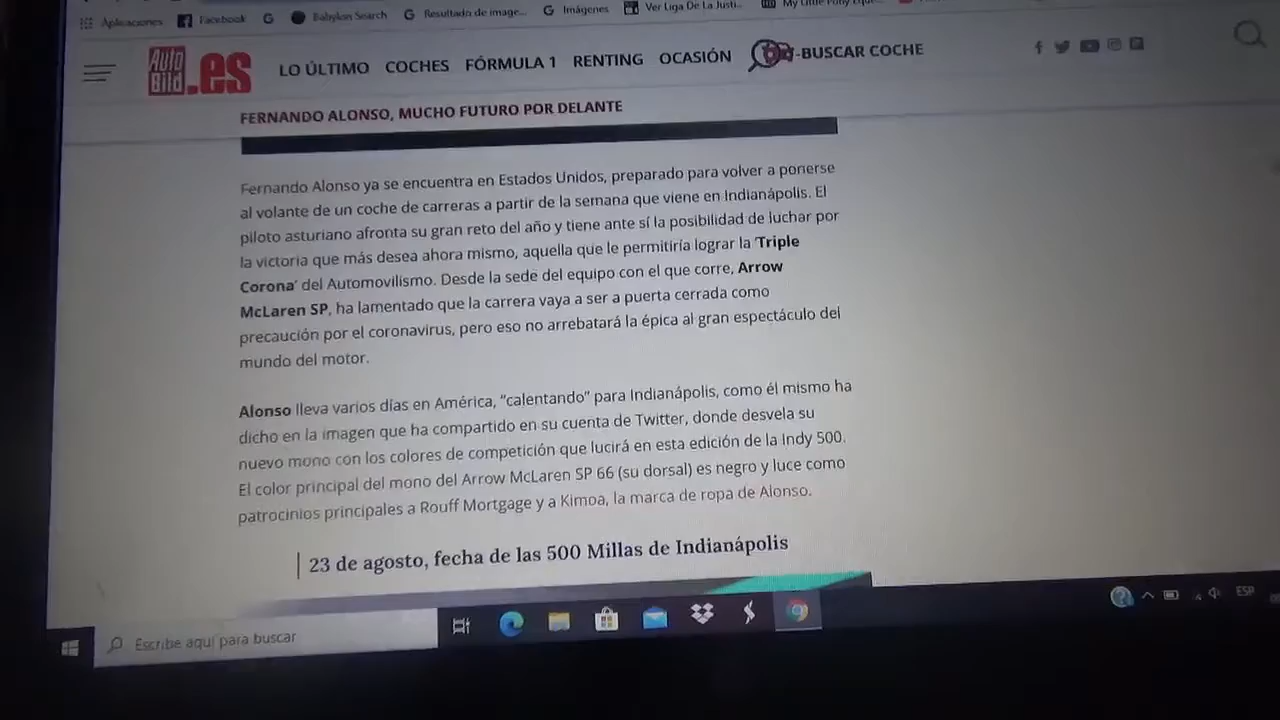 Aplicaciones Facebook Babylon Search Resultado de image... Imágenes Ver Liga De La Justi...
Auto Bild.es LO ÚLTIMO COCHES FÓRMULA 1 RENTING OCASIÓN -BUSCAR COCHE
FERNANDO ALONSO, MUCHO FUTURO POR DELANTE
Fernando Alonso ya se encuentra en Estados Unidos, preparado para volver a ponerse
al volante de un coche de carreras a partir de la semana que viene en Indianápolis. El
piloto asturiano afronta su gran reto del año y tiene ante sí la posibilidad de luchar por
la victoria que más desea ahora mismo, aquella que le permitiría lograr la 'Triple
Corona' del Automovilismo. Desde la sede del equipo con el que corre, Arrow
McLaren SP, ha lamentado que la carrera vaya a ser a puerta cerrada como
precaución por el coronavirus, pero eso no arrebatará la épica al gran espectáculo del
mundo del motor.
Alonso lleva varios días en América, "calentando" para Indianápolis, como él mismo ha
dicho en la imagen que ha compartido en su cuenta de Twitter, donde desvela su
nuevo mono con los colores de competición que lucirá en esta edición de la Indy 500.
El color principal del mono del Arrow McLaren SP 66 (su dorsal) es negro y luce como
patrocinios principales a Rouff Mortgage y a Kimoa, la marca de ropa de Alonso.
23 de agosto, fecha de las 500 Millas de Indianápolis
Escribe aquí para buscar
ESP